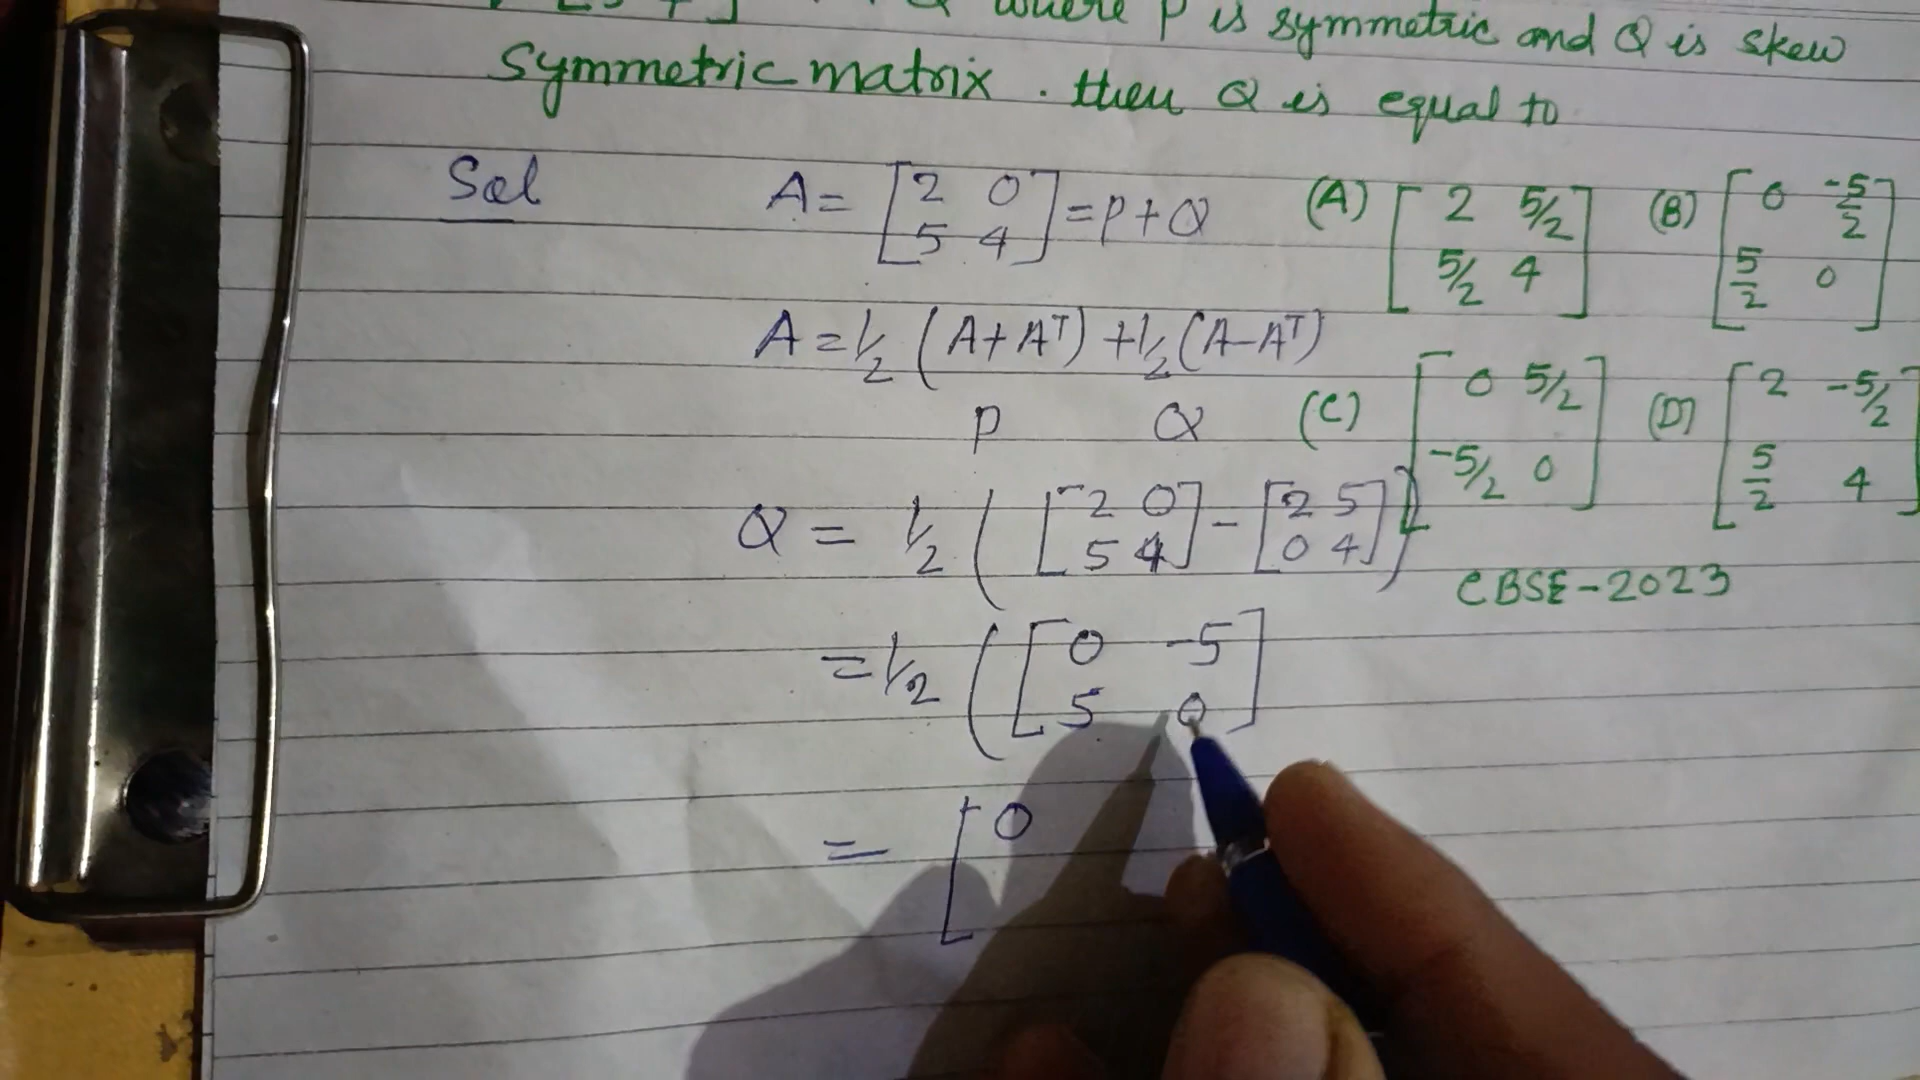 where P is symmetric and Q is skew
Symmetric matrix. then Q is equal to
Sol A = [2 0 5 4] = P + Q (A) [2 5/2 5/2 4] (B) [0 -5/2 5/2 0]
A = 1/2 (A + Aᵀ) + 1/2 (A - Aᵀ)
P Q (C) [0 5/2 -5/2 0] (D) [2 -5/2 5/2 4]
Q = 1/2 ([2 0 5 4] - [2 5 0 4])
CBSE-2023
= 1/2 ([0 -5 5 0]
= [0